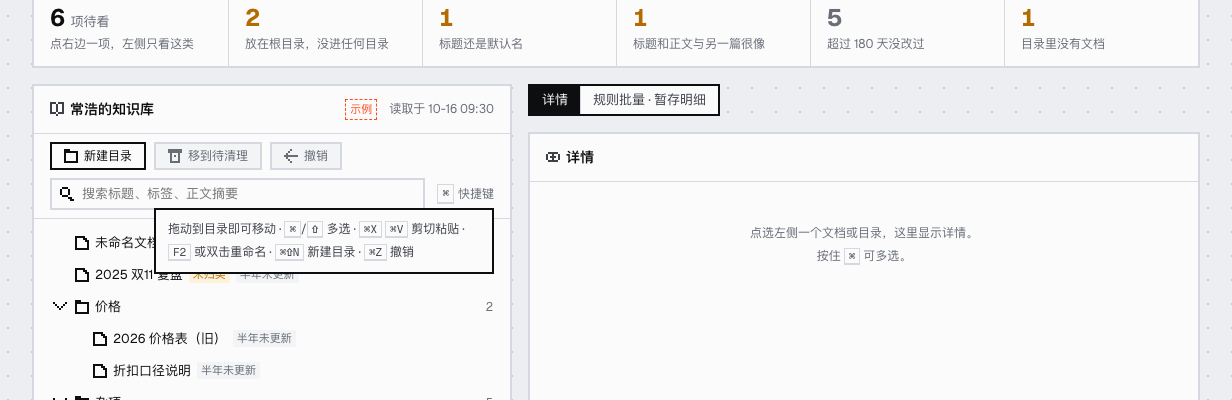 6 项待看
点右边一项，左侧只看这类
2
放在根目录，没进任何目录
1
标题还是默认名
1
标题和正文与另一篇很像
5
超过 180 天没改过
1
目录里没有文档
常浩的知识库
示例
读取于 10-16 09:30
新建目录
移到待清理
撤销
搜索标题、标签、正文摘要
⌘ 快捷键
拖动到目录即可移动 · ⌘/⇧ 多选 · ⌘X ⌘V 剪切粘贴 ·
F2 或双击重命名 · ⌘⇧N 新建目录 · ⌘Z 撤销
未命名文档
2025 双11 复盘 未归类 半年未更新
价格 2
2026 价格表（旧） 半年未更新
折扣口径说明 半年未更新
详情
规则批量 · 暂存明细
详情
点选左侧一个文档或目录，这里显示详情。
按住 ⌘ 可多选。